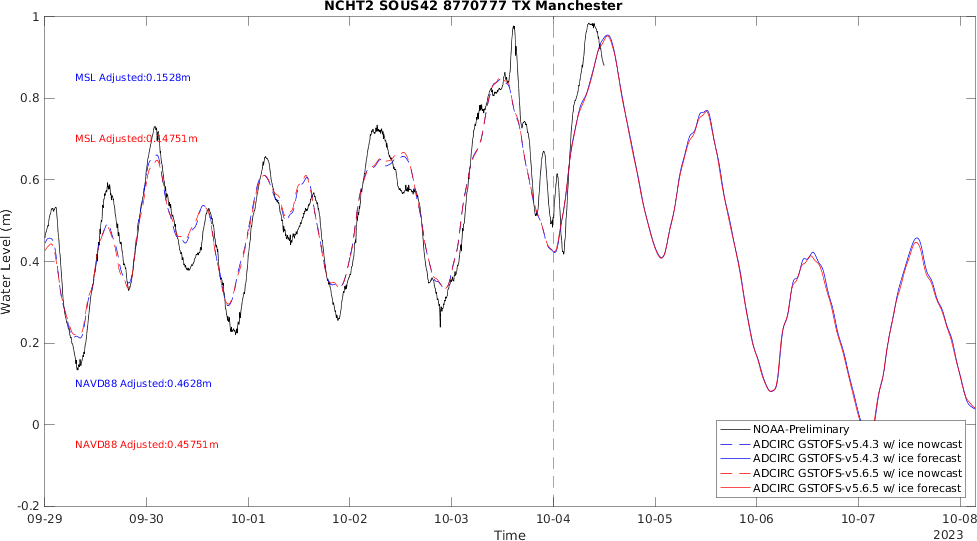 NCHT2 SOUS42 8770777 TX Manchester
1
0.8
0.6
0.4
0.2
0
-0.2
Water Level (m)
MSL Adjusted:0.1528m
MSL Adjusted:0.14751m
NAVD88 Adjusted:0.4628m
NAVD88 Adjusted:0.45751m
NOAA-Preliminary
ADCIRC GSTOFS-v5.4.3 w/ ice nowcast
ADCIRC GSTOFS-v5.4.3 w/ ice forecast
ADCIRC GSTOFS-v5.6.5 w/ ice nowcast
ADCIRC GSTOFS-v5.6.5 w/ ice forecast
09-29 09-30 10-01 10-02 10-03 10-04 10-05 10-06 10-07 10-08
Time 2023